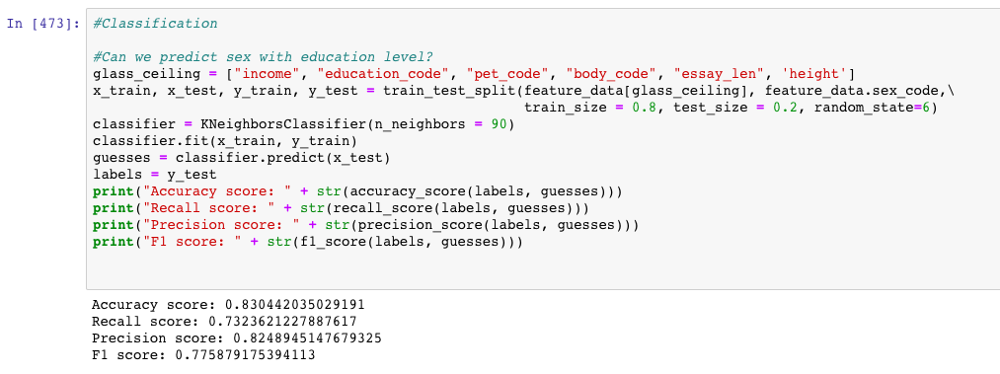 In [473]: #Classification
#Can we predict sex with education level?
glass_ceiling = ["income", "education_code", "pet_code", "body_code", "essay_len", 'height']
x_train, x_test, y_train, y_test = train_test_split(feature_data[glass_ceiling], feature_data.sex_code,\
train_size = 0.8, test_size = 0.2, random_state=6)
classifier = KNeighborsClassifier(n_neighbors = 90)
classifier.fit(x_train, y_train)
guesses = classifier.predict(x_test)
labels = y_test
print("Accuracy score: " + str(accuracy_score(labels, guesses)))
print("Recall score: " + str(recall_score(labels, guesses)))
print("Precision score: " + str(precision_score(labels, guesses)))
print("F1 score: " + str(f1_score(labels, guesses)))
Accuracy score: 0.830442035029191
Recall score: 0.7323621227887617
Precision score: 0.8248945147679325
F1 score: 0.775879175394113